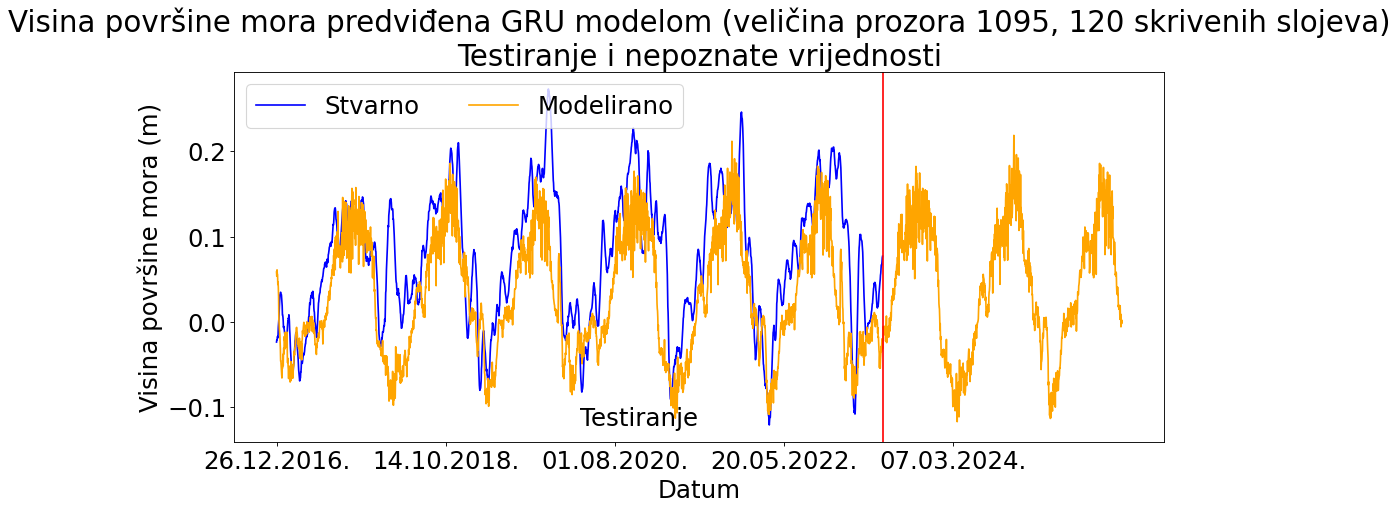 Visina površine mora predviđena GRU modelom (veličina prozora 1095, 120 skrivenih slojeva)
Testiranje i nepoznate vrijednosti
Stvarno
Modelirano
Visina površine mora (m)
0.2
0.1
0.0
−0.1
Testiranje
26.12.2016.
14.10.2018.
01.08.2020.
20.05.2022.
07.03.2024.
Datum